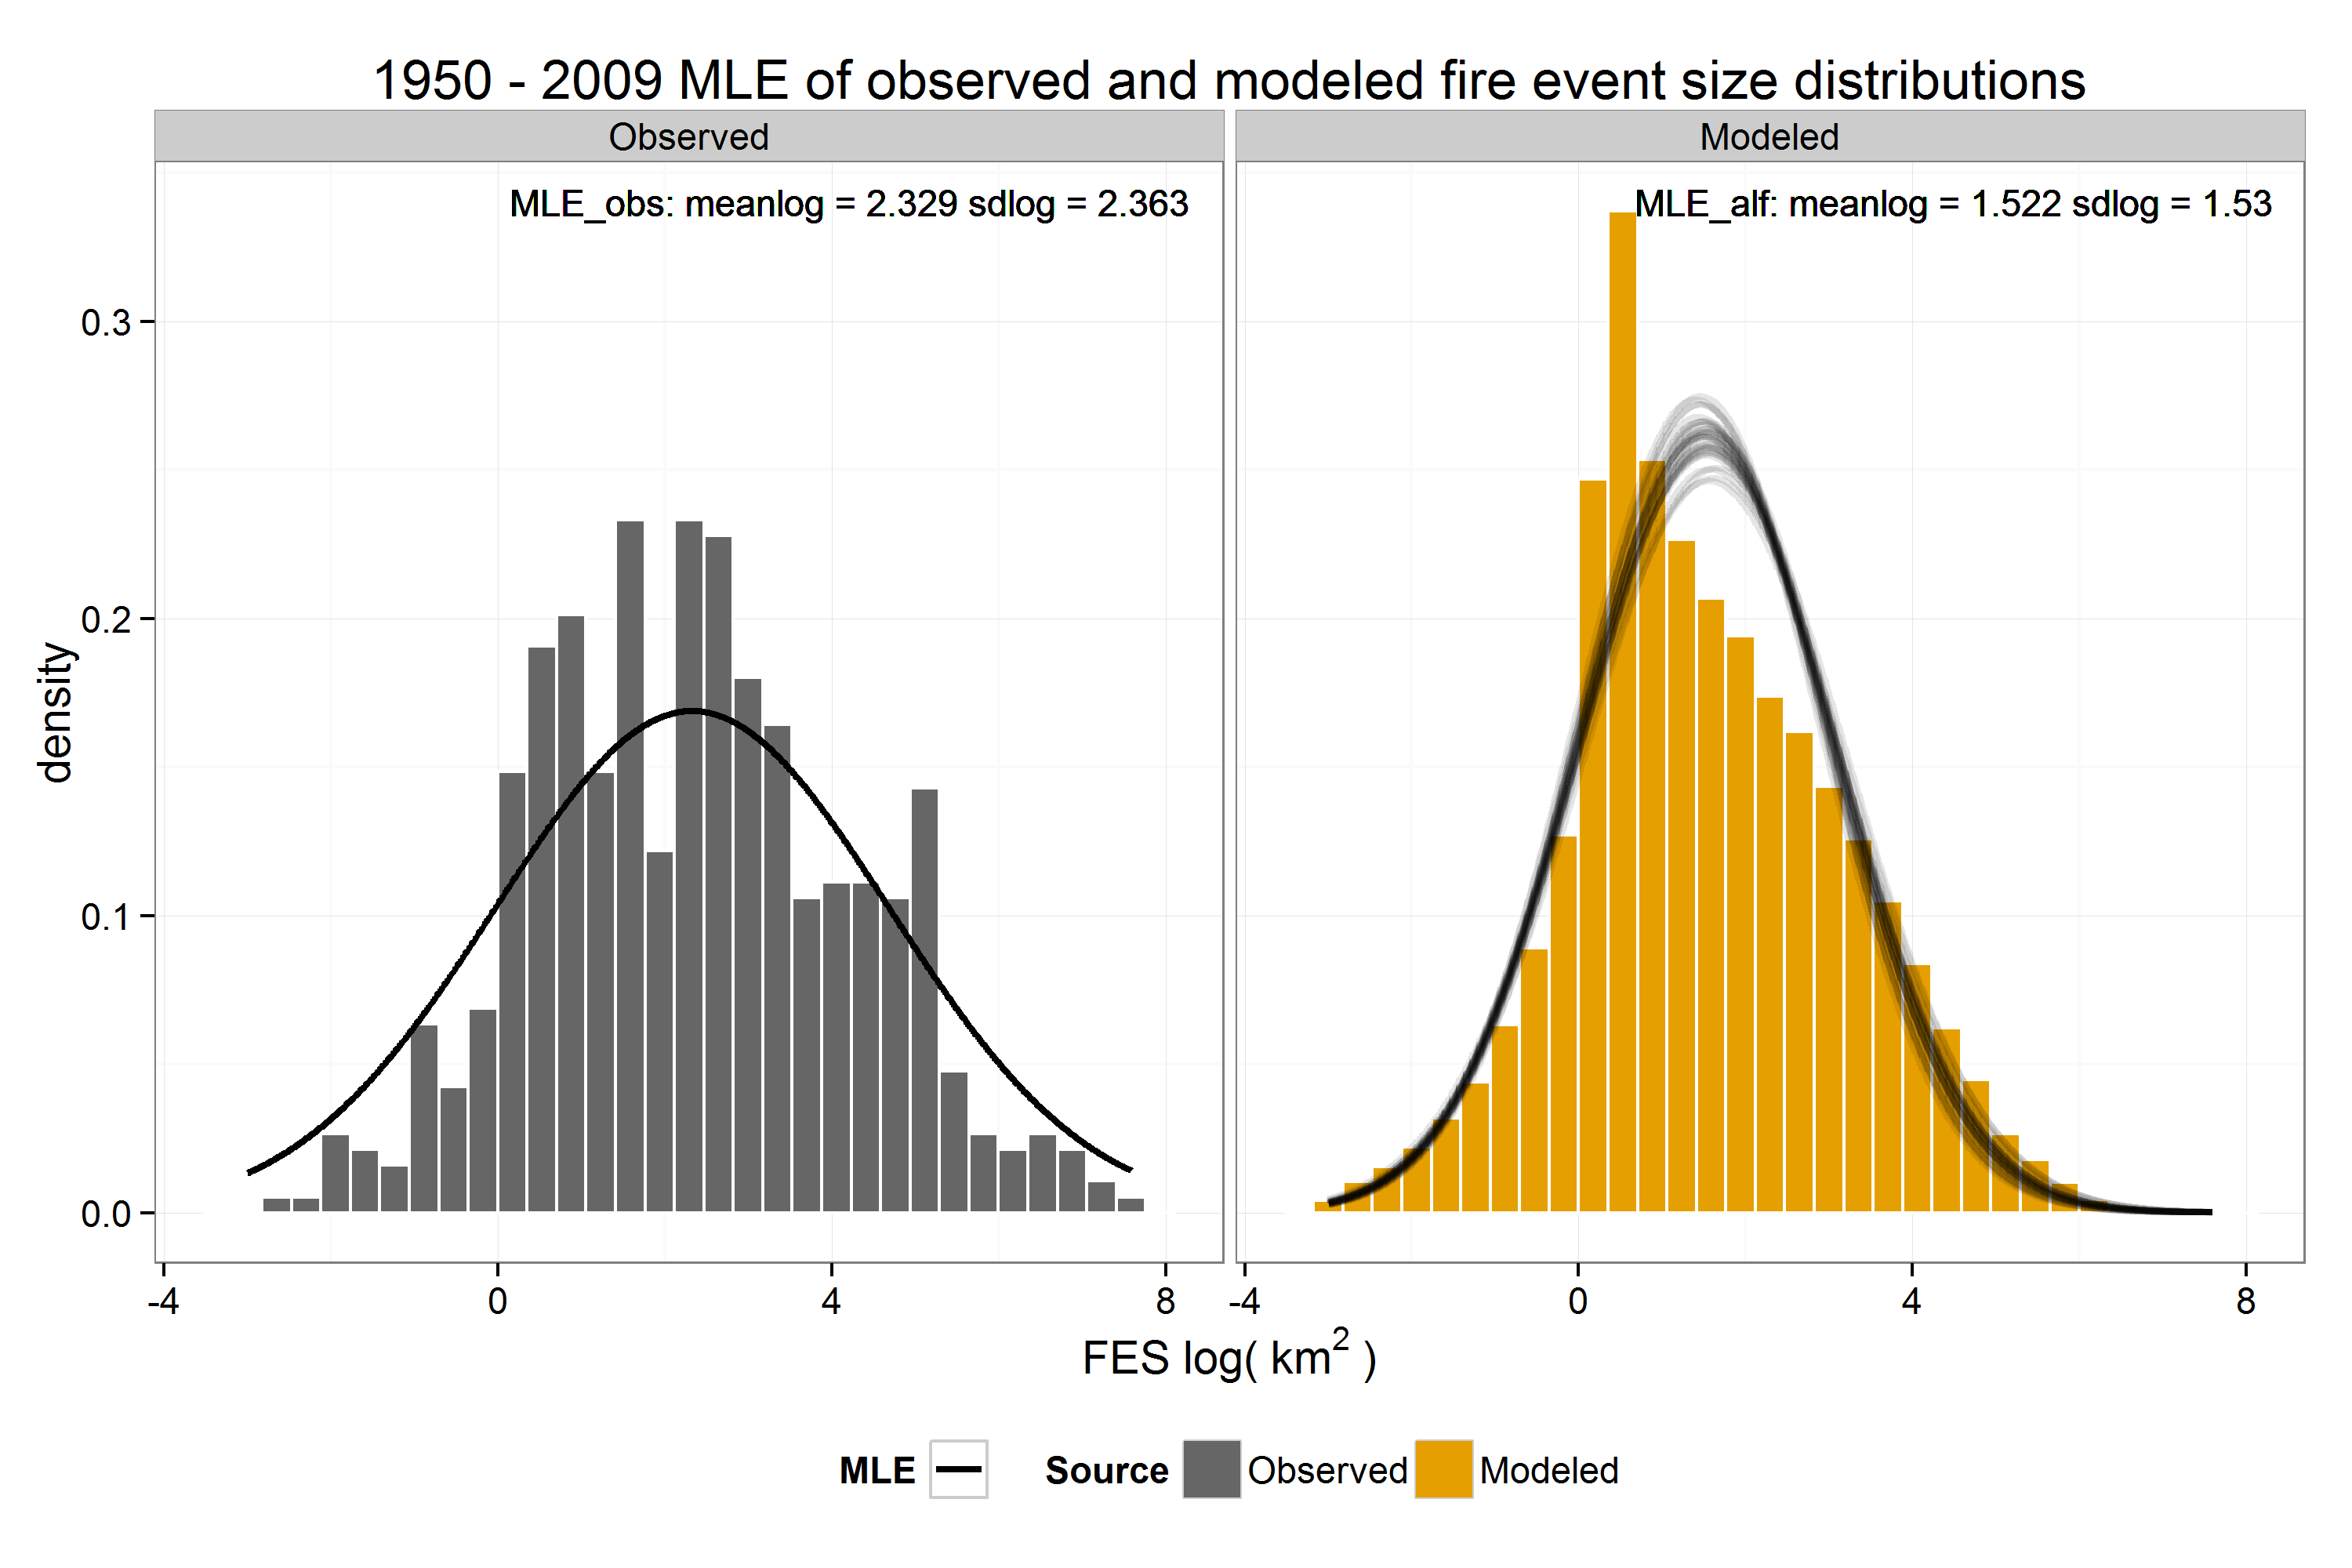 1950 - 2009 MLE of observed and modeled fire event size distributions
Observed
Modeled
MLE_obs: meanlog = 2.329 sdlog = 2.363
MLE_alf: meanlog = 1.522 sdlog = 1.53
density
0.3
0.2
0.1
0.0
-4 0 4 8
-4 0 4 8
FES log( km² )
MLE Source Observed Modeled